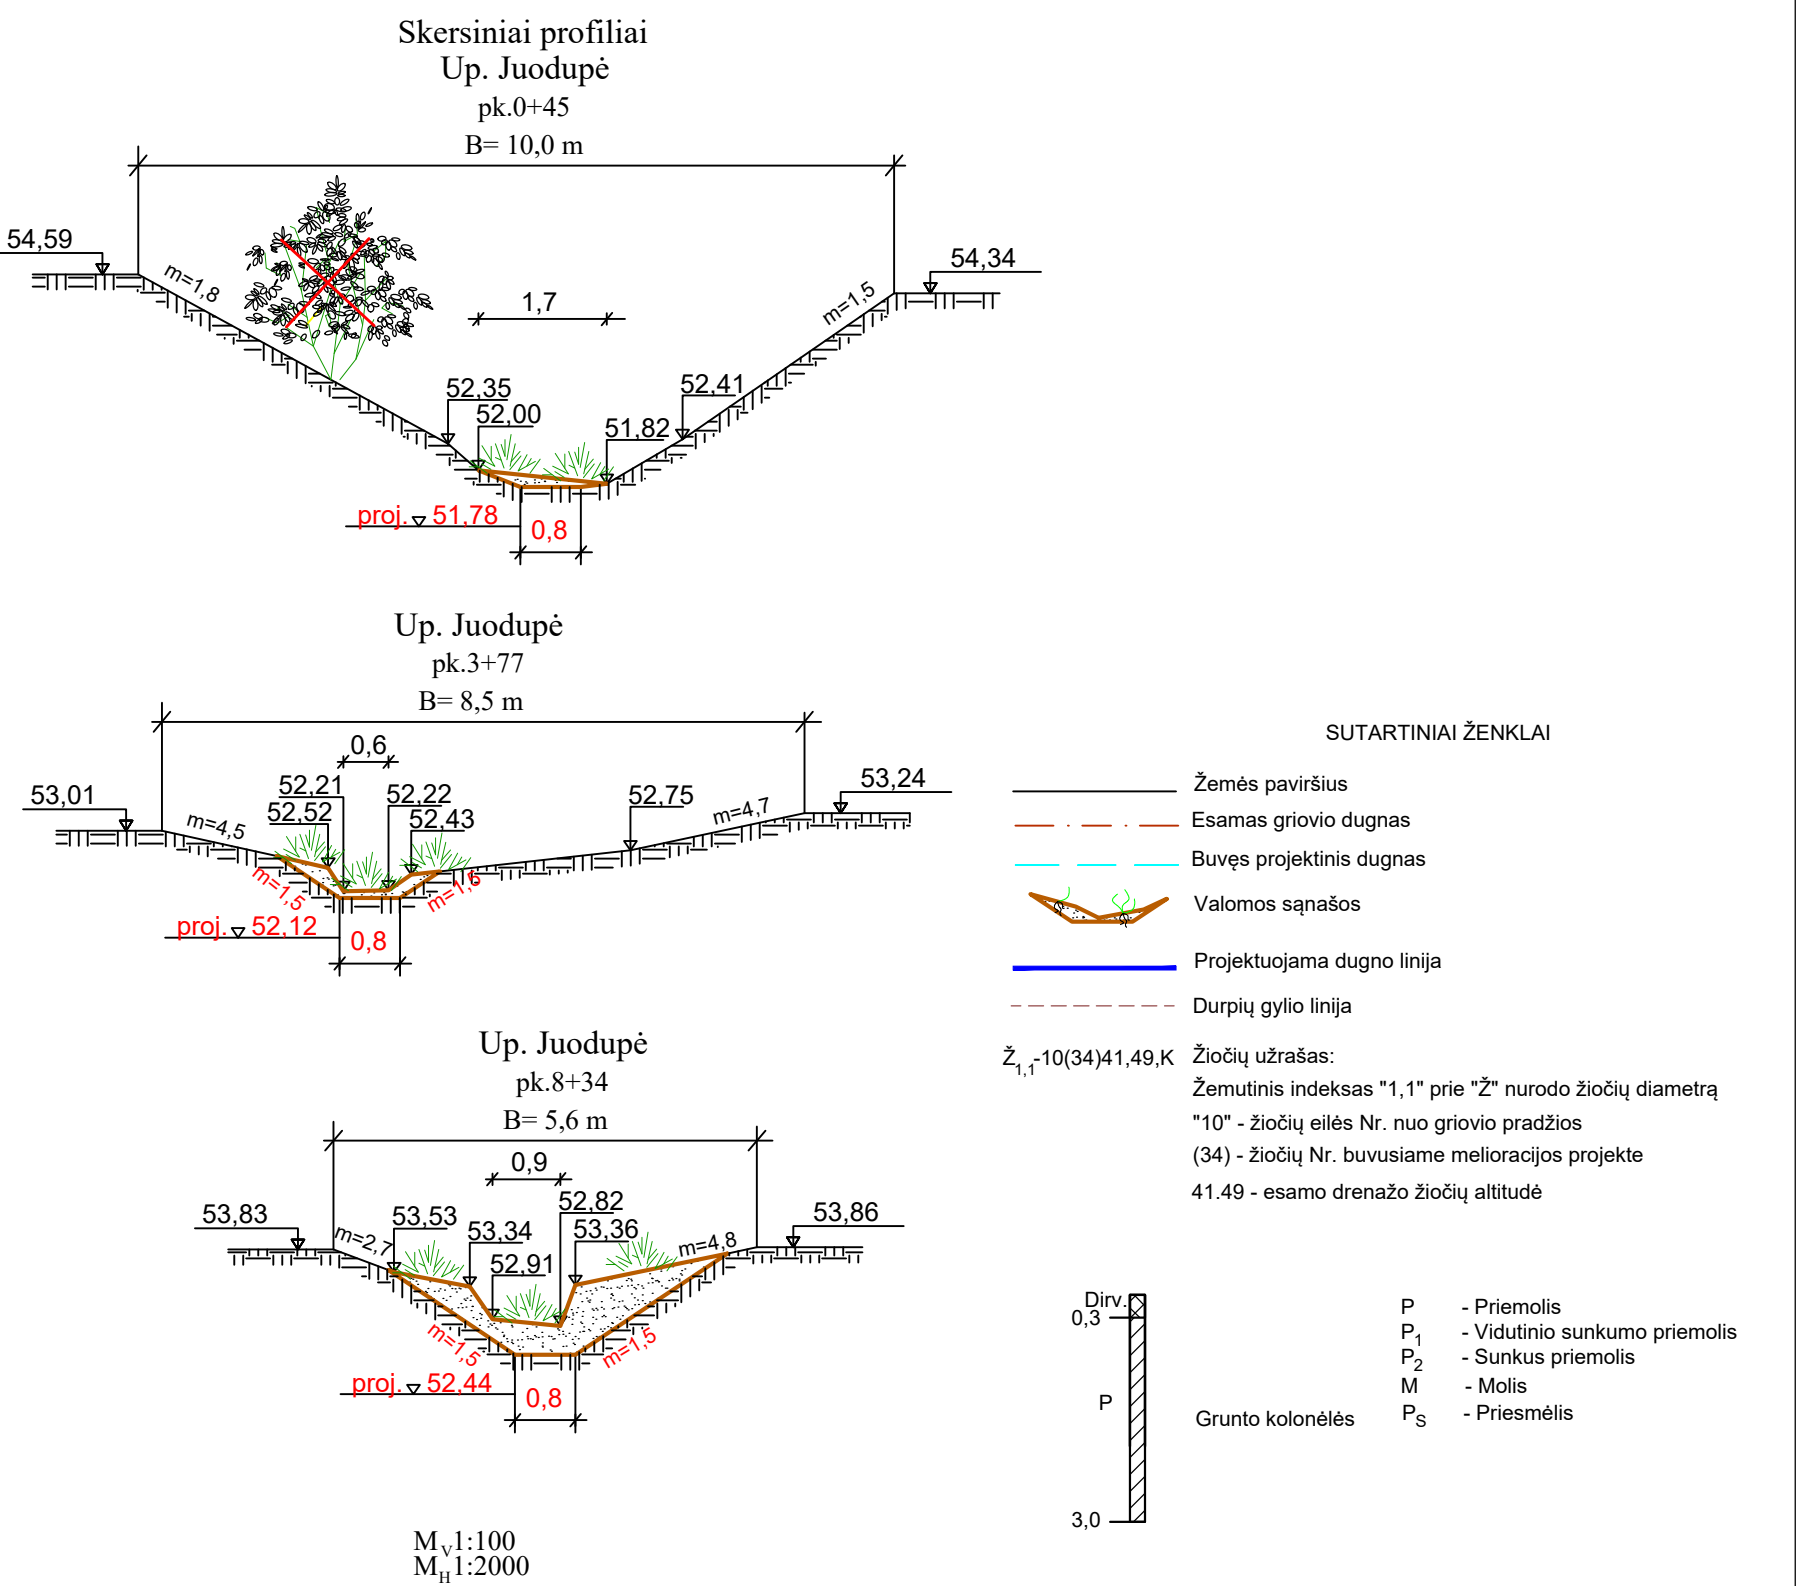 Skersiniai profiliai
Up. Juodupė
pk.0+45
B= 10,0 m
54,59
m=1,8
1,7
m=1,5
54,34
52,35
52,00
51,82
52,41
proj. 51,78
0,8
Up. Juodupė
pk.3+77
B= 8,5 m
0,6
53,01
m=4,5
52,21
52,52
52,22
52,43
52,75
m=4,7
53,24
m=1,5
m=1,5
proj. 52,12
0,8
Up. Juodupė
pk.8+34
B= 5,6 m
0,9
53,83
m=2,7
53,53
53,34
52,91
52,82
53,36
m=4,8
53,86
m=1,5
m=1,5
proj. 52,44
0,8
M_V 1:100
M_H 1:2000
SUTARTINIAI ŽENKLAI
Žemės paviršius
Esamas griovio dugnas
Buvęs projektinis dugnas
Valomos sąnašos
Projektuojama dugno linija
Durpių gylio linija
Ž1,1-10(34)41,49,K Žiočių užrašas:
Žemutinis indeksas "1,1" prie "Ž" nurodo žiočių diametrą
"10" - žiočių eilės Nr. nuo griovio pradžios
(34) - žiočių Nr. buvusiame melioracijos projekte
41.49 - esamo drenažo žiočių altitudė
Dirv.
0,3
P
3,0
Grunto kolonėlės
P - Priemolis
P1 - Vidutinio sunkumo priemolis
P2 - Sunkus priemolis
M - Molis
PS - Priesmėlis